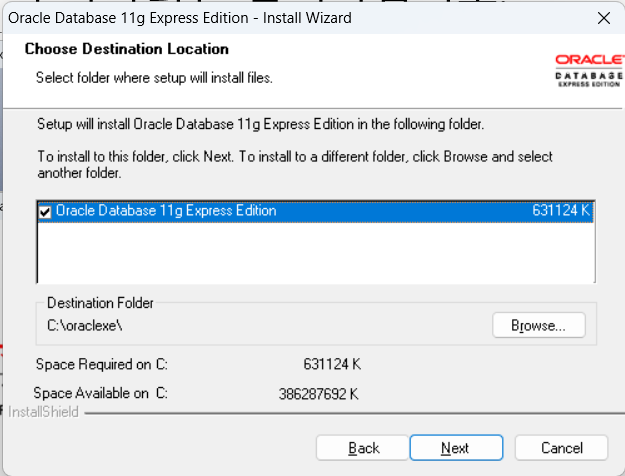 Oracle Database 11g Express Edition - Install Wizard
Choose Destination Location
Select folder where setup will install files.
ORACLE
DATABASE
EXPRESS EDITION
Setup will install Oracle Database 11g Express Edition in the following folder.
To install to this folder, click Next. To install to a different folder, click Browse and select
another folder.
Oracle Database 11g Express Edition 631124 K
Destination Folder
C:\oraclexe\
Browse...
Space Required on C: 631124 K
Space Available on C: 386287692 K
InstallShield
Back Next Cancel